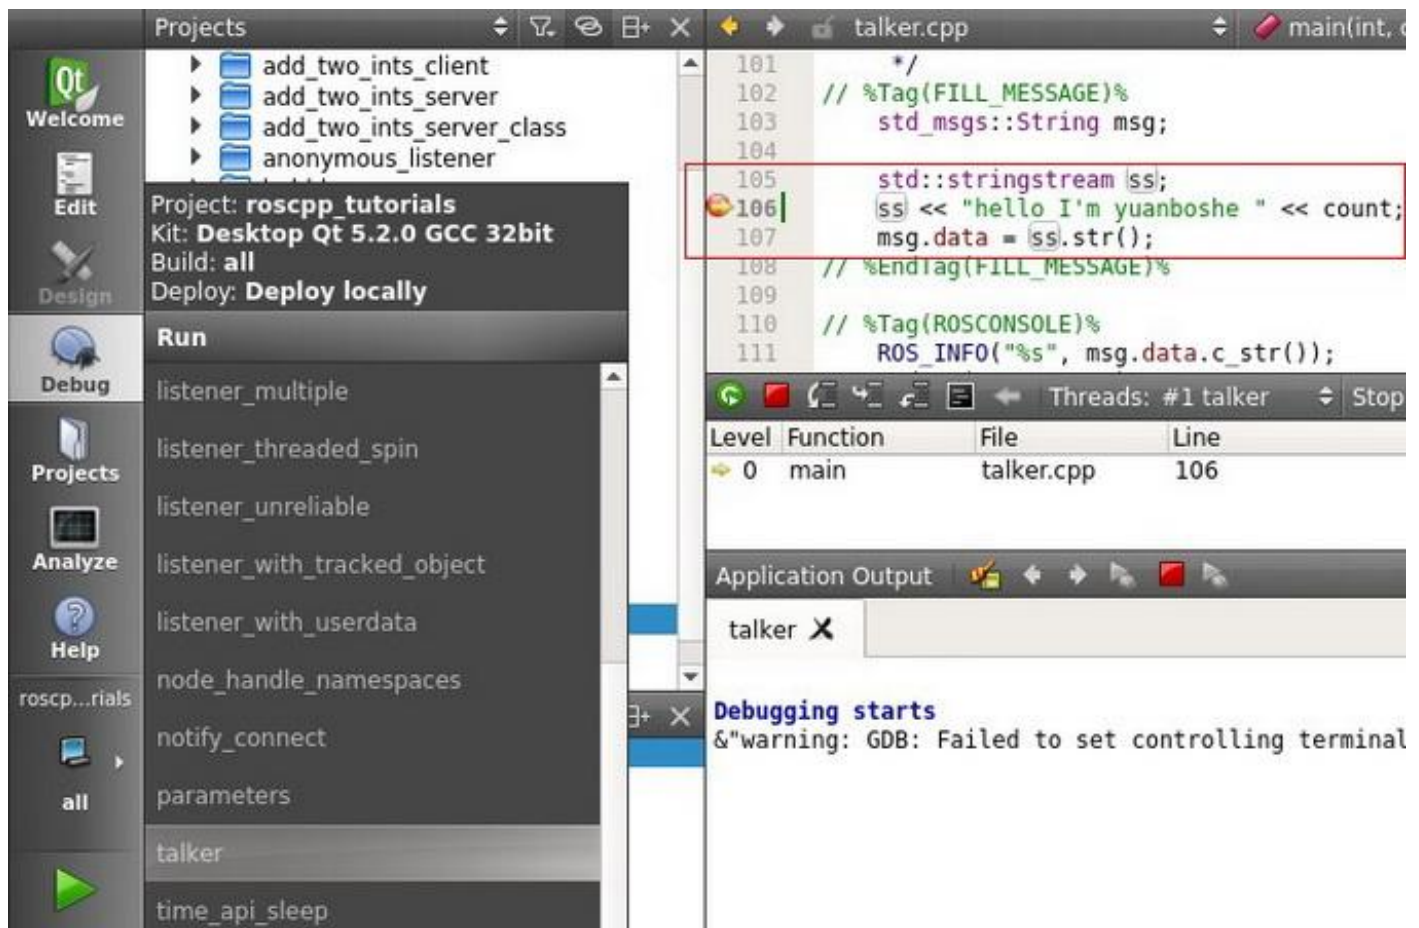 Projects
talker.cpp
main(int,
Welcome
Edit
Design
Debug
Projects
Analyze
Help
roscp...rials
all
add_two_ints_client
add_two_ints_server
add_two_ints_server_class
anonymous_listener
Project: roscpp_tutorials
Kit: Desktop Qt 5.2.0 GCC 32bit
Build: all
Deploy: Deploy locally
Run
listener_multiple
listener_threaded_spin
listener_unreliable
listener_with_tracked_object
listener_with_userdata
node_handle_namespaces
notify_connect
parameters
talker
time_api_sleep
101 */
102 // %Tag(FILL_MESSAGE)%
103 std_msgs::String msg;
104
105 std::stringstream ss;
106 ss << "hello I'm yuanboshe " << count;
107 msg.data = ss.str();
108 // %EndTag(FILL_MESSAGE)%
109
110 // %Tag(ROSCONSOLE)%
111 ROS_INFO("%s", msg.data.c_str());
Threads: #1 talker Stop
Level Function File Line
0 main talker.cpp 106
Application Output
talker
Debugging starts
&"warning: GDB: Failed to set controlling terminal